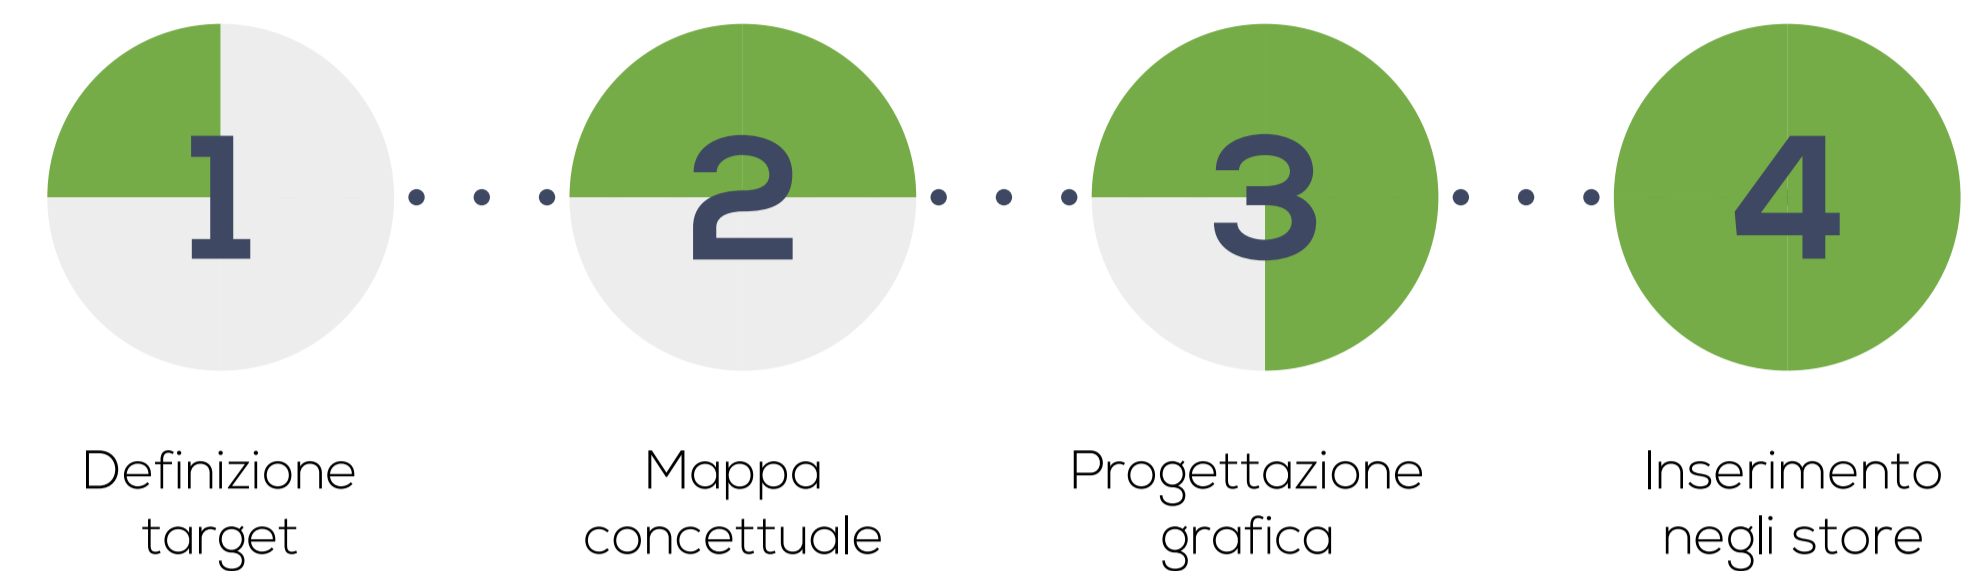 1
2
3
4
Definizione
target
Mappa
concettuale
Progettazione
grafica
Inserimento
negli store